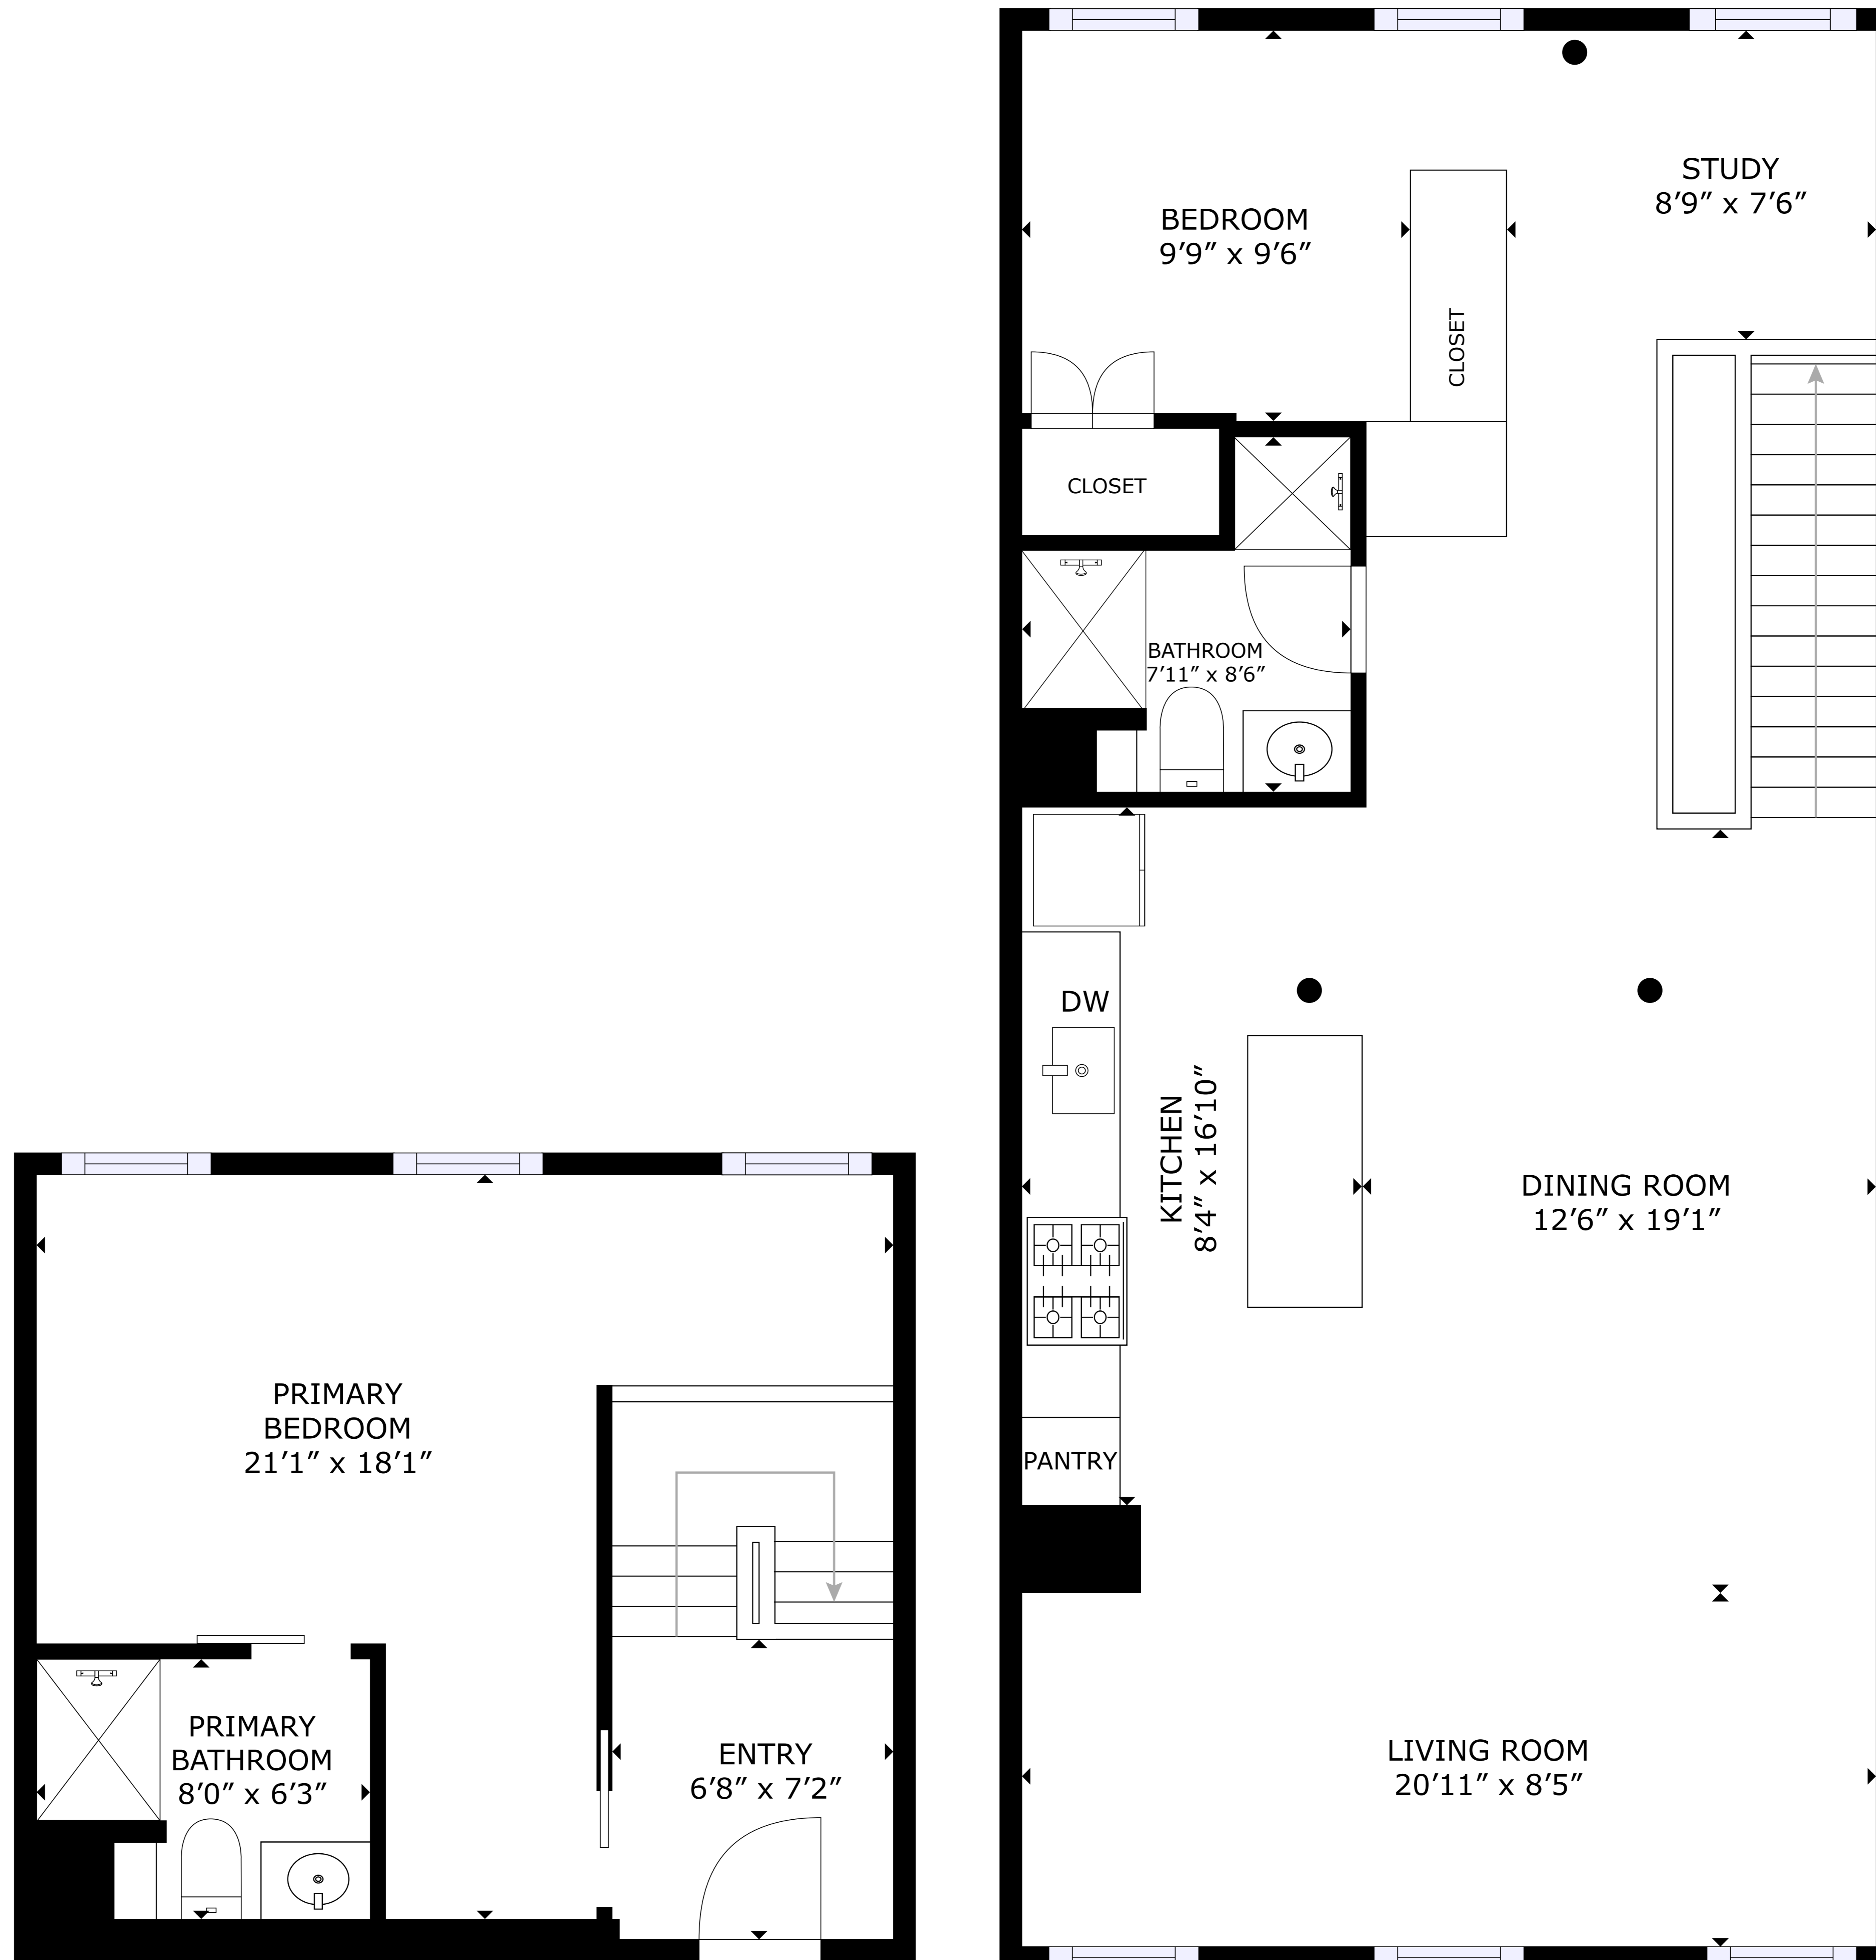 STUDY
8’9” x 7’6”
BEDROOM
9’9” x 9’6”
CLOSET
CLOSET
BATHROOM
7’11” x 8’6”
DW
KITCHEN
8’4” x 16’10”
DINING ROOM
12’6” x 19’1”
PANTRY
LIVING ROOM
20’11” x 8’5”
PRIMARY
BEDROOM
21’1” x 18’1”
PRIMARY
BATHROOM
8’0” x 6’3”
ENTRY
6’8” x 7’2”